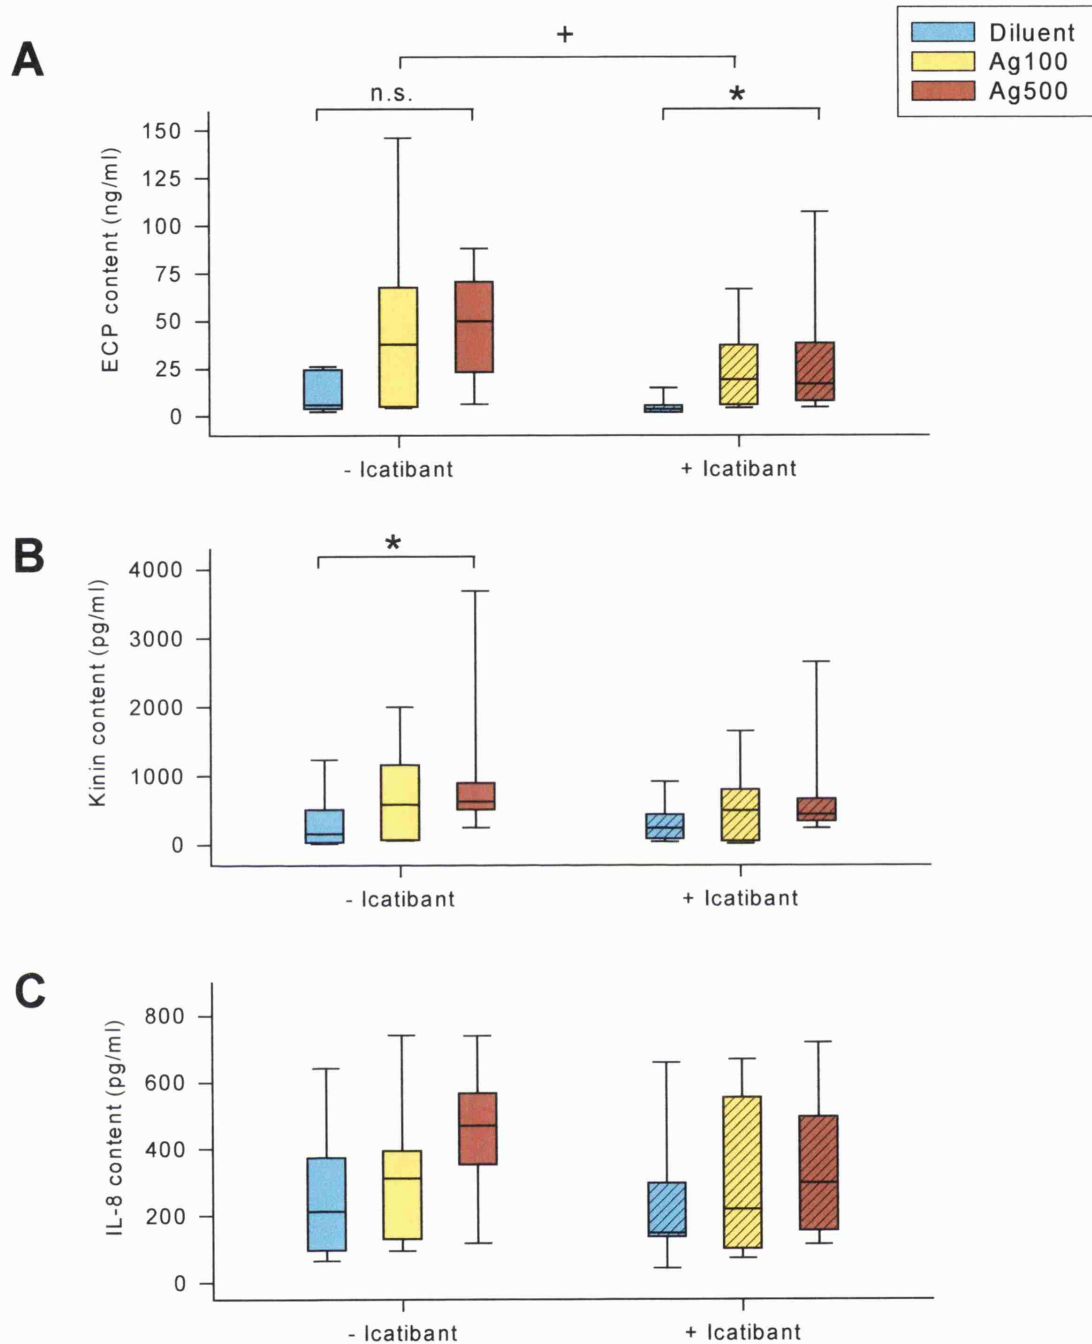 Diluent
Ag100
Ag500
A
+
n.s.
*
ECP content (ng/ml)
150
125
100
75
50
25
0
- Icatibant
+ Icatibant
B
*
Kinin content (pg/ml)
4000
3000
2000
1000
0
- Icatibant
+ Icatibant
C
IL-8 content (pg/ml)
800
600
400
200
0
- Icatibant
+ Icatibant